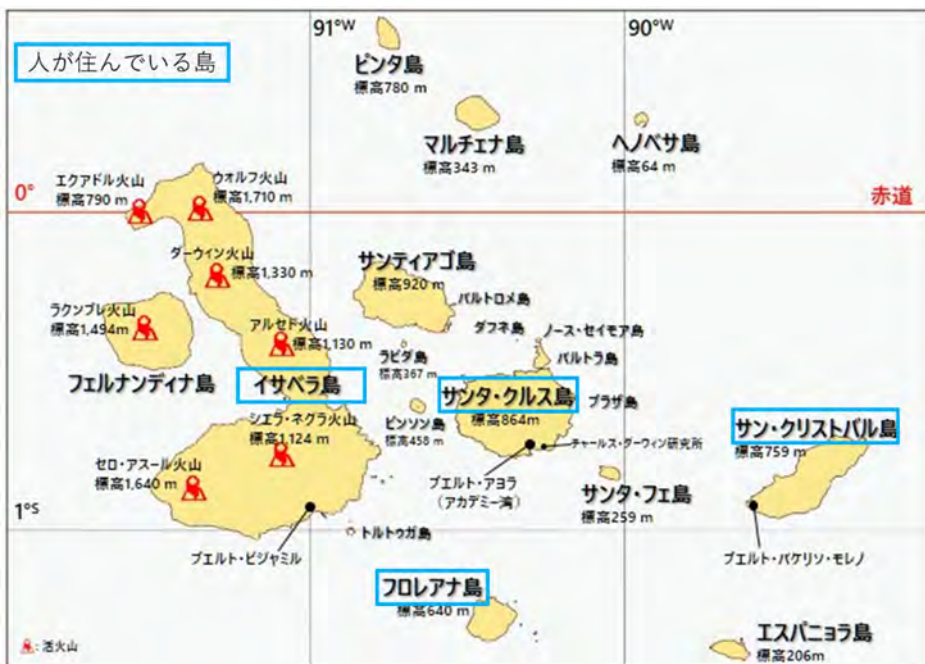 91°W
90°W
人が住んでいる島
ピンタ島
標高780 m
マルチェナ島
標高343 m
ヘノベサ島
標高64 m
エクアドル火山
標高790 m
ウオルフ火山
標高1,710 m
0°
赤道
ダーウィン火山
標高1,330 m
サンティアゴ島
標高920 m
バルトロメ島
ラクンブレ火山
標高1,494m
アルセド火山
標高1,130 m
ダフネ島
ノース・セイモア島
バルトラ島
ラビダ島
標高367 m
フェルナンディナ島
イサベラ島
サンタ・クルス島
標高864m
プラザ島
シエラ・ネグラ火山
標高1,124 m
ピンソン島
標高458 m
チャールス・ダーウィン研究所
サン・クリストバル島
標高759 m
セロ・アスール火山
標高1,640 m
プエルト・アヨラ
（アカデミー湾）
サンタ・フェ島
標高259 m
1°S
トルトゥガ島
プエルト・ビジャミル
プエルト・バケリソ・モレノ
フロレアナ島
標高640 m
エスパニョラ島
標高206m
:活火山